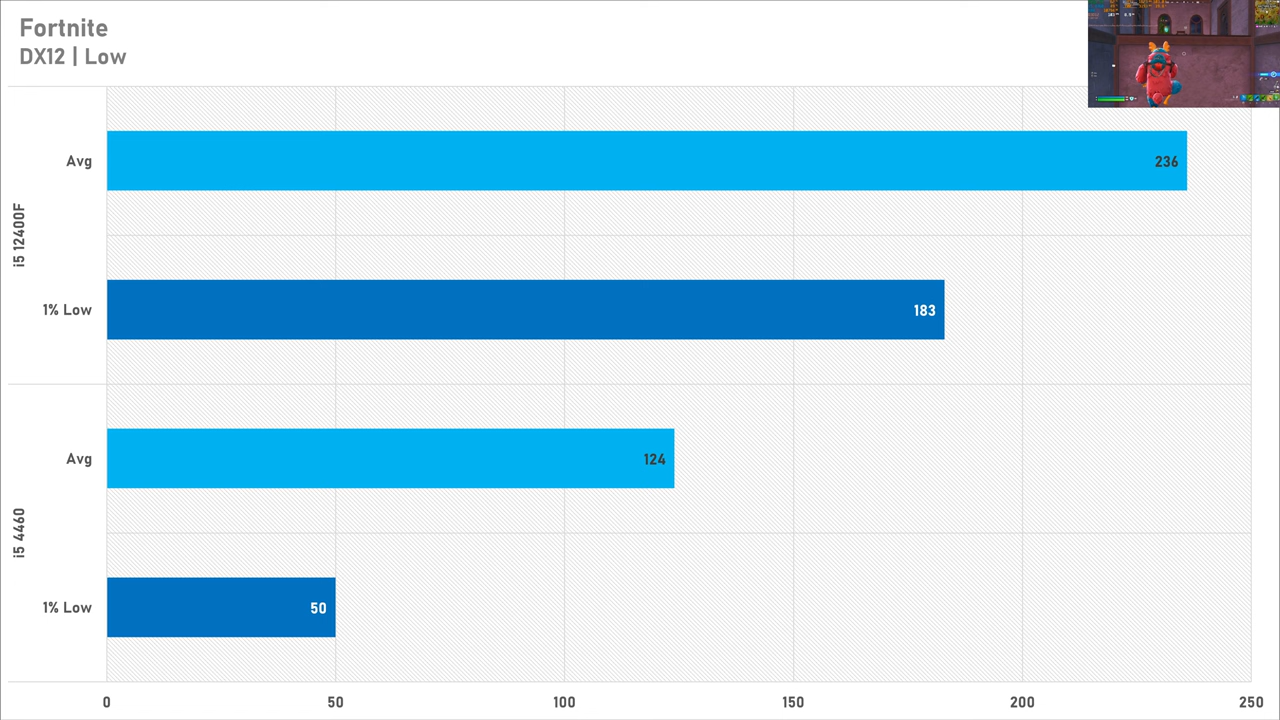 Fortnite
DX12 | Low
i5 12400F
Avg
236
1% Low
183
i5 4460
Avg
124
1% Low
50
0 50 100 150 200 250